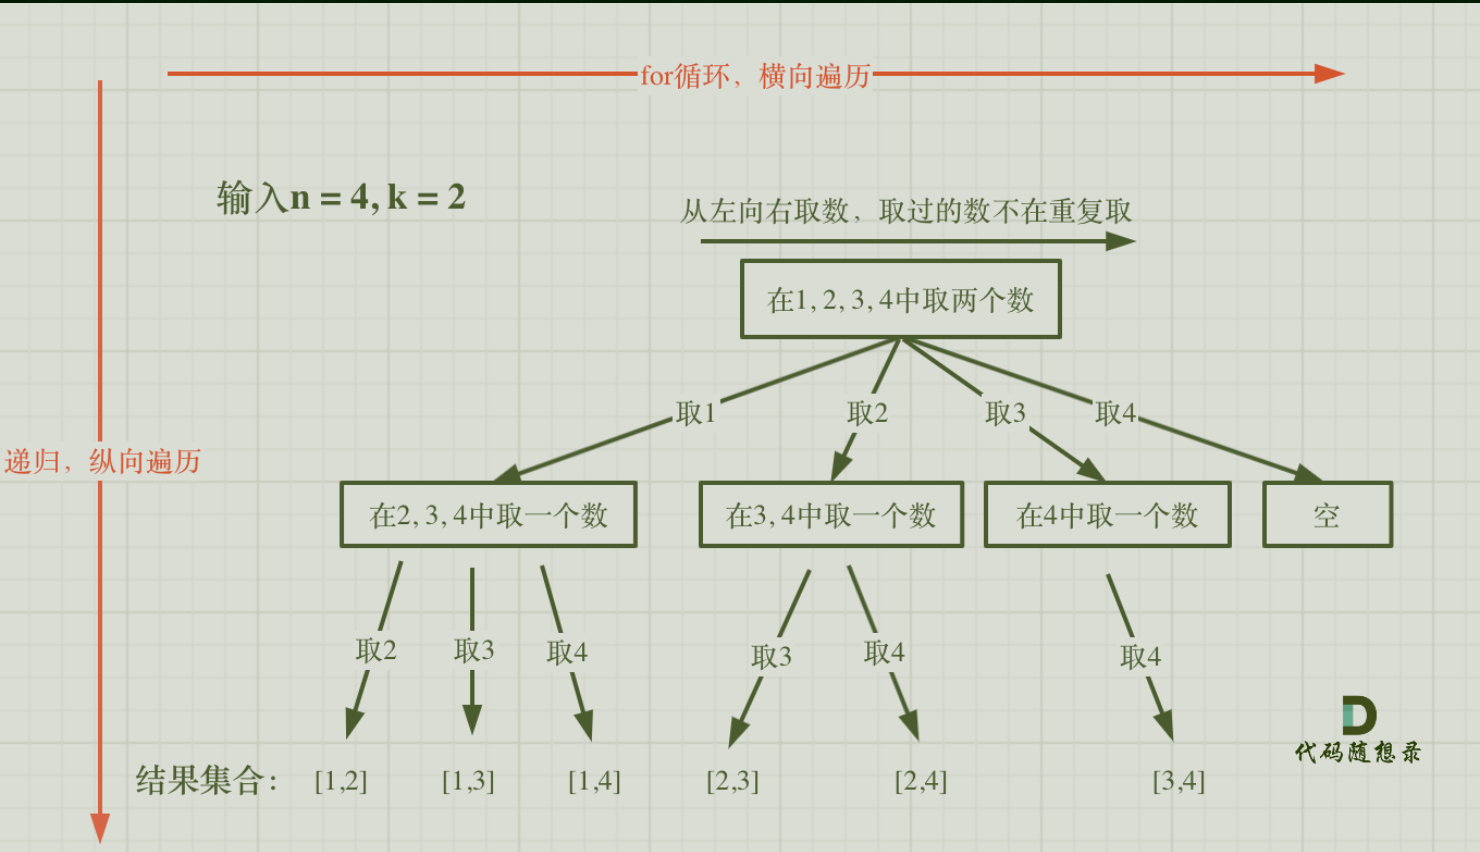 for循环，横向遍历
输入n = 4, k = 2
从左向右取数，取过的数不在重复取
在1, 2, 3, 4中取两个数
取1
取2
取3
取4
递归，纵向遍历
在2, 3, 4中取一个数
在3, 4中取一个数
在4中取一个数
空
取2
取3
取4
取3
取4
取4
代码随想录
结果集合：
[1,2]
[1,3]
[1,4]
[2,3]
[2,4]
[3,4]